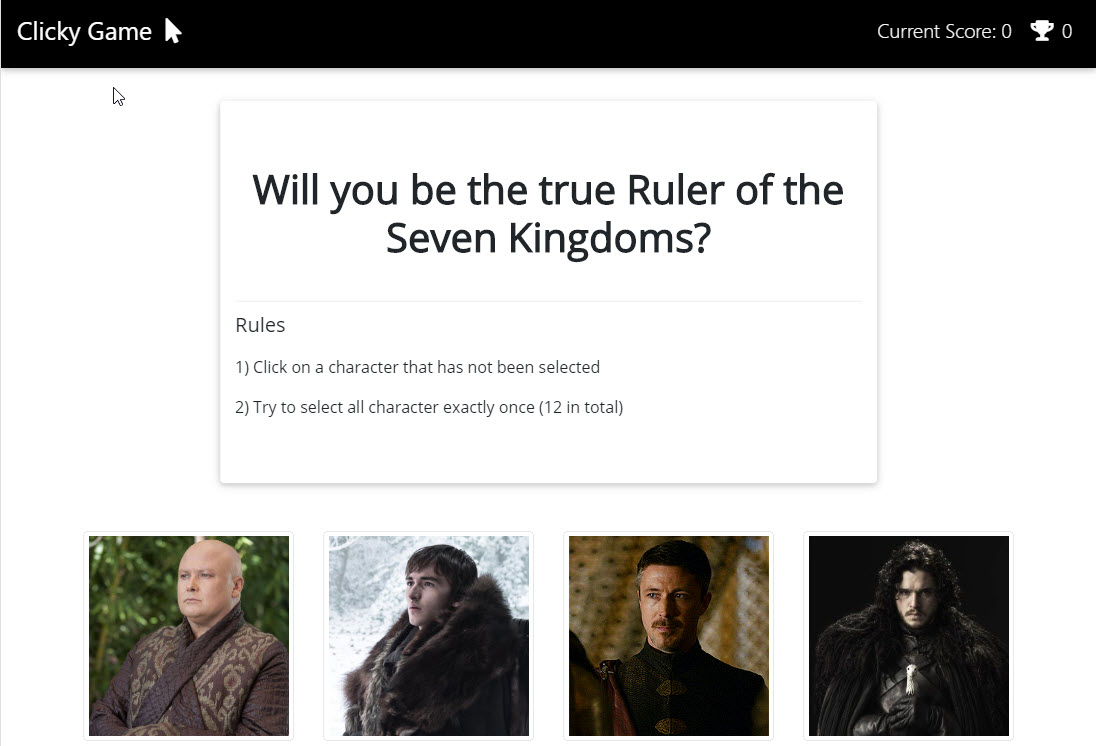 Clicky Game
Current Score: 0 0
Will you be the true Ruler of the
Seven Kingdoms?
Rules
1) Click on a character that has not been selected
2) Try to select all character exactly once (12 in total)